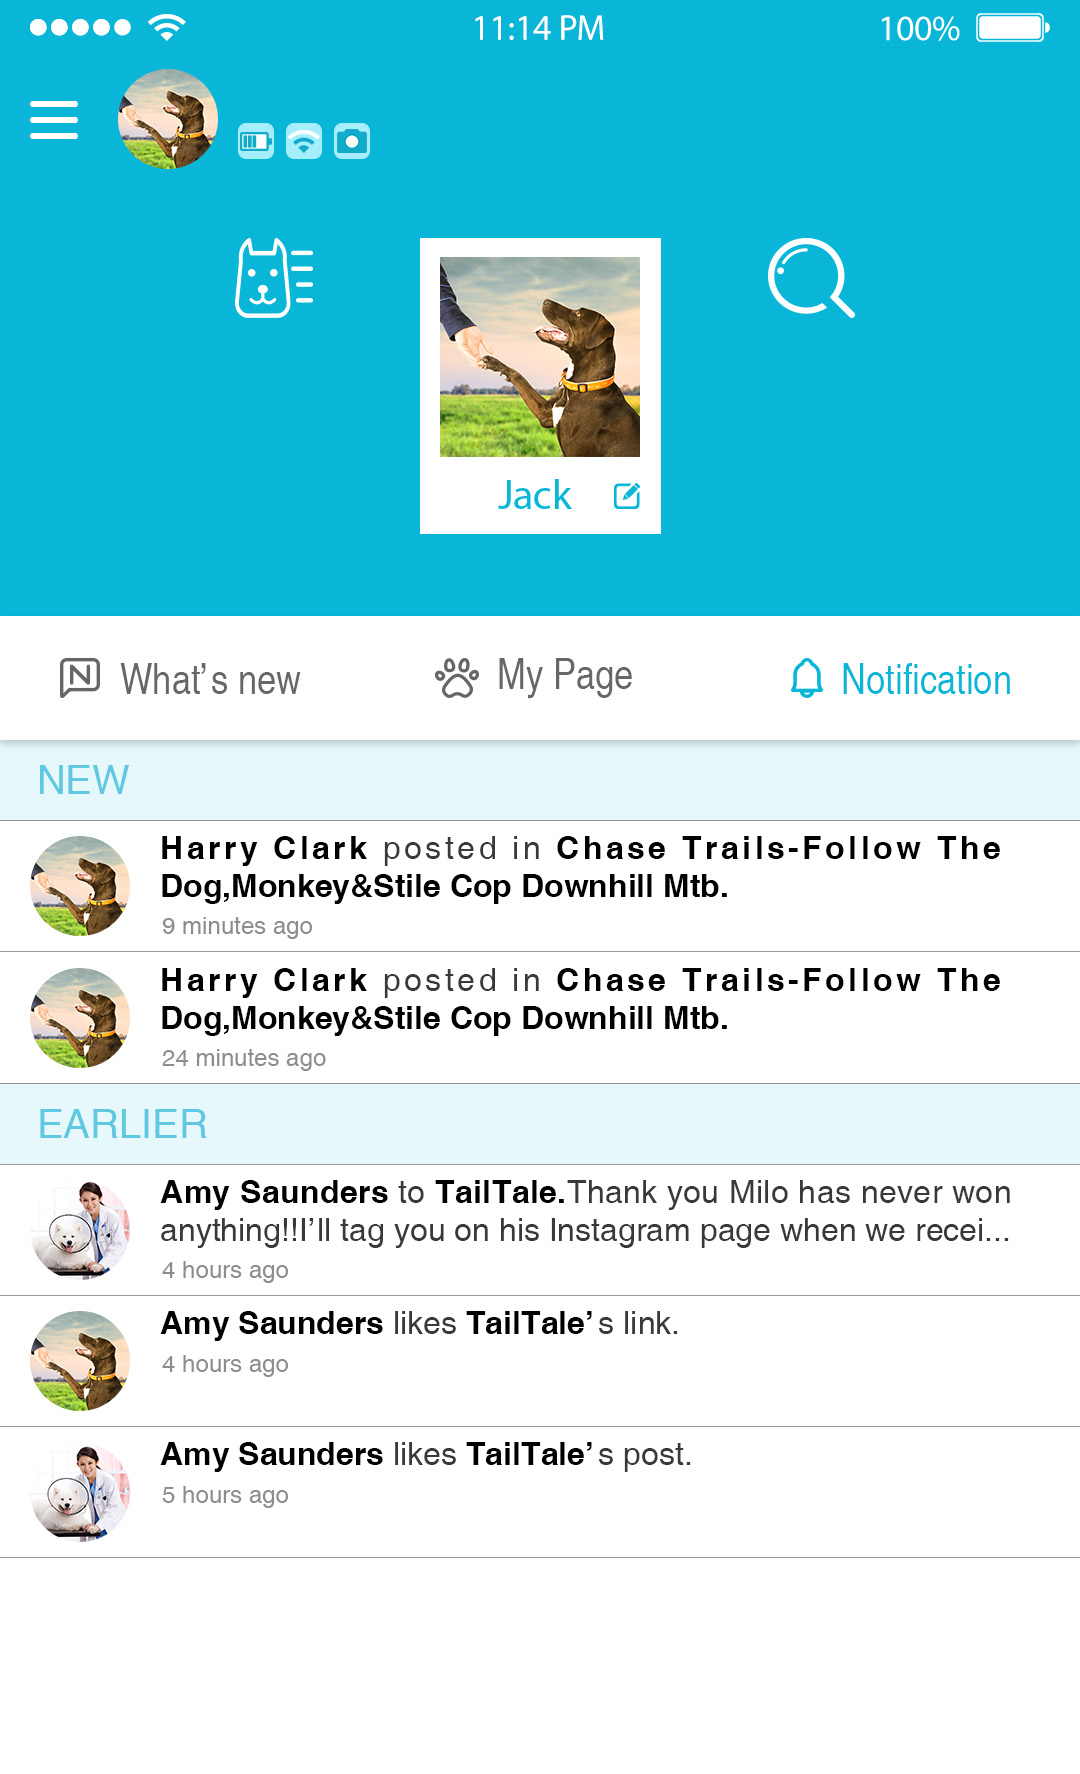 11:14 PM
100%
Jack
What's new
My Page
Notification
NEW
Harry Clark posted in Chase Trails-Follow The
Dog,Monkey&Stile Cop Downhill Mtb.
9 minutes ago
Harry Clark posted in Chase Trails-Follow The
Dog,Monkey&Stile Cop Downhill Mtb.
24 minutes ago
EARLIER
Amy Saunders to TailTale.Thank you Milo has never won
anything!!I'll tag you on his Instagram page when we recei...
4 hours ago
Amy Saunders likes TailTale's link.
4 hours ago
Amy Saunders likes TailTale's post.
5 hours ago